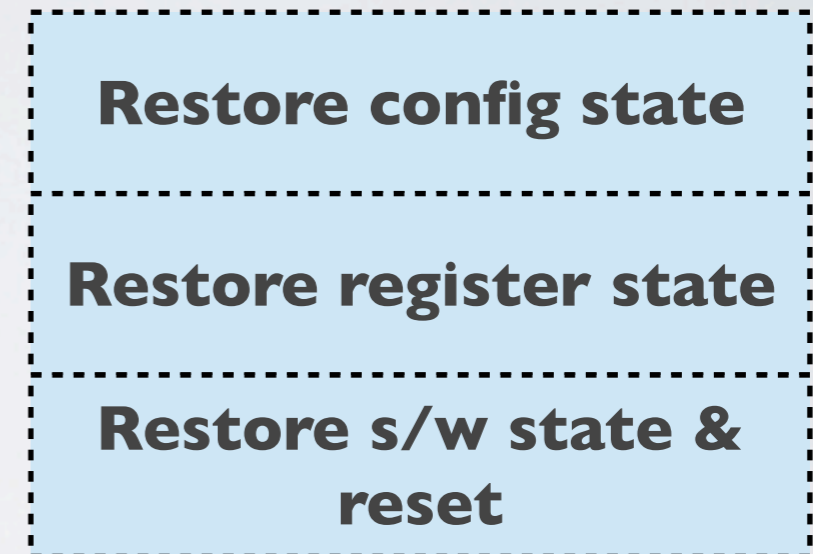 Restore config state
Restore register state
Restore s/w state &
reset